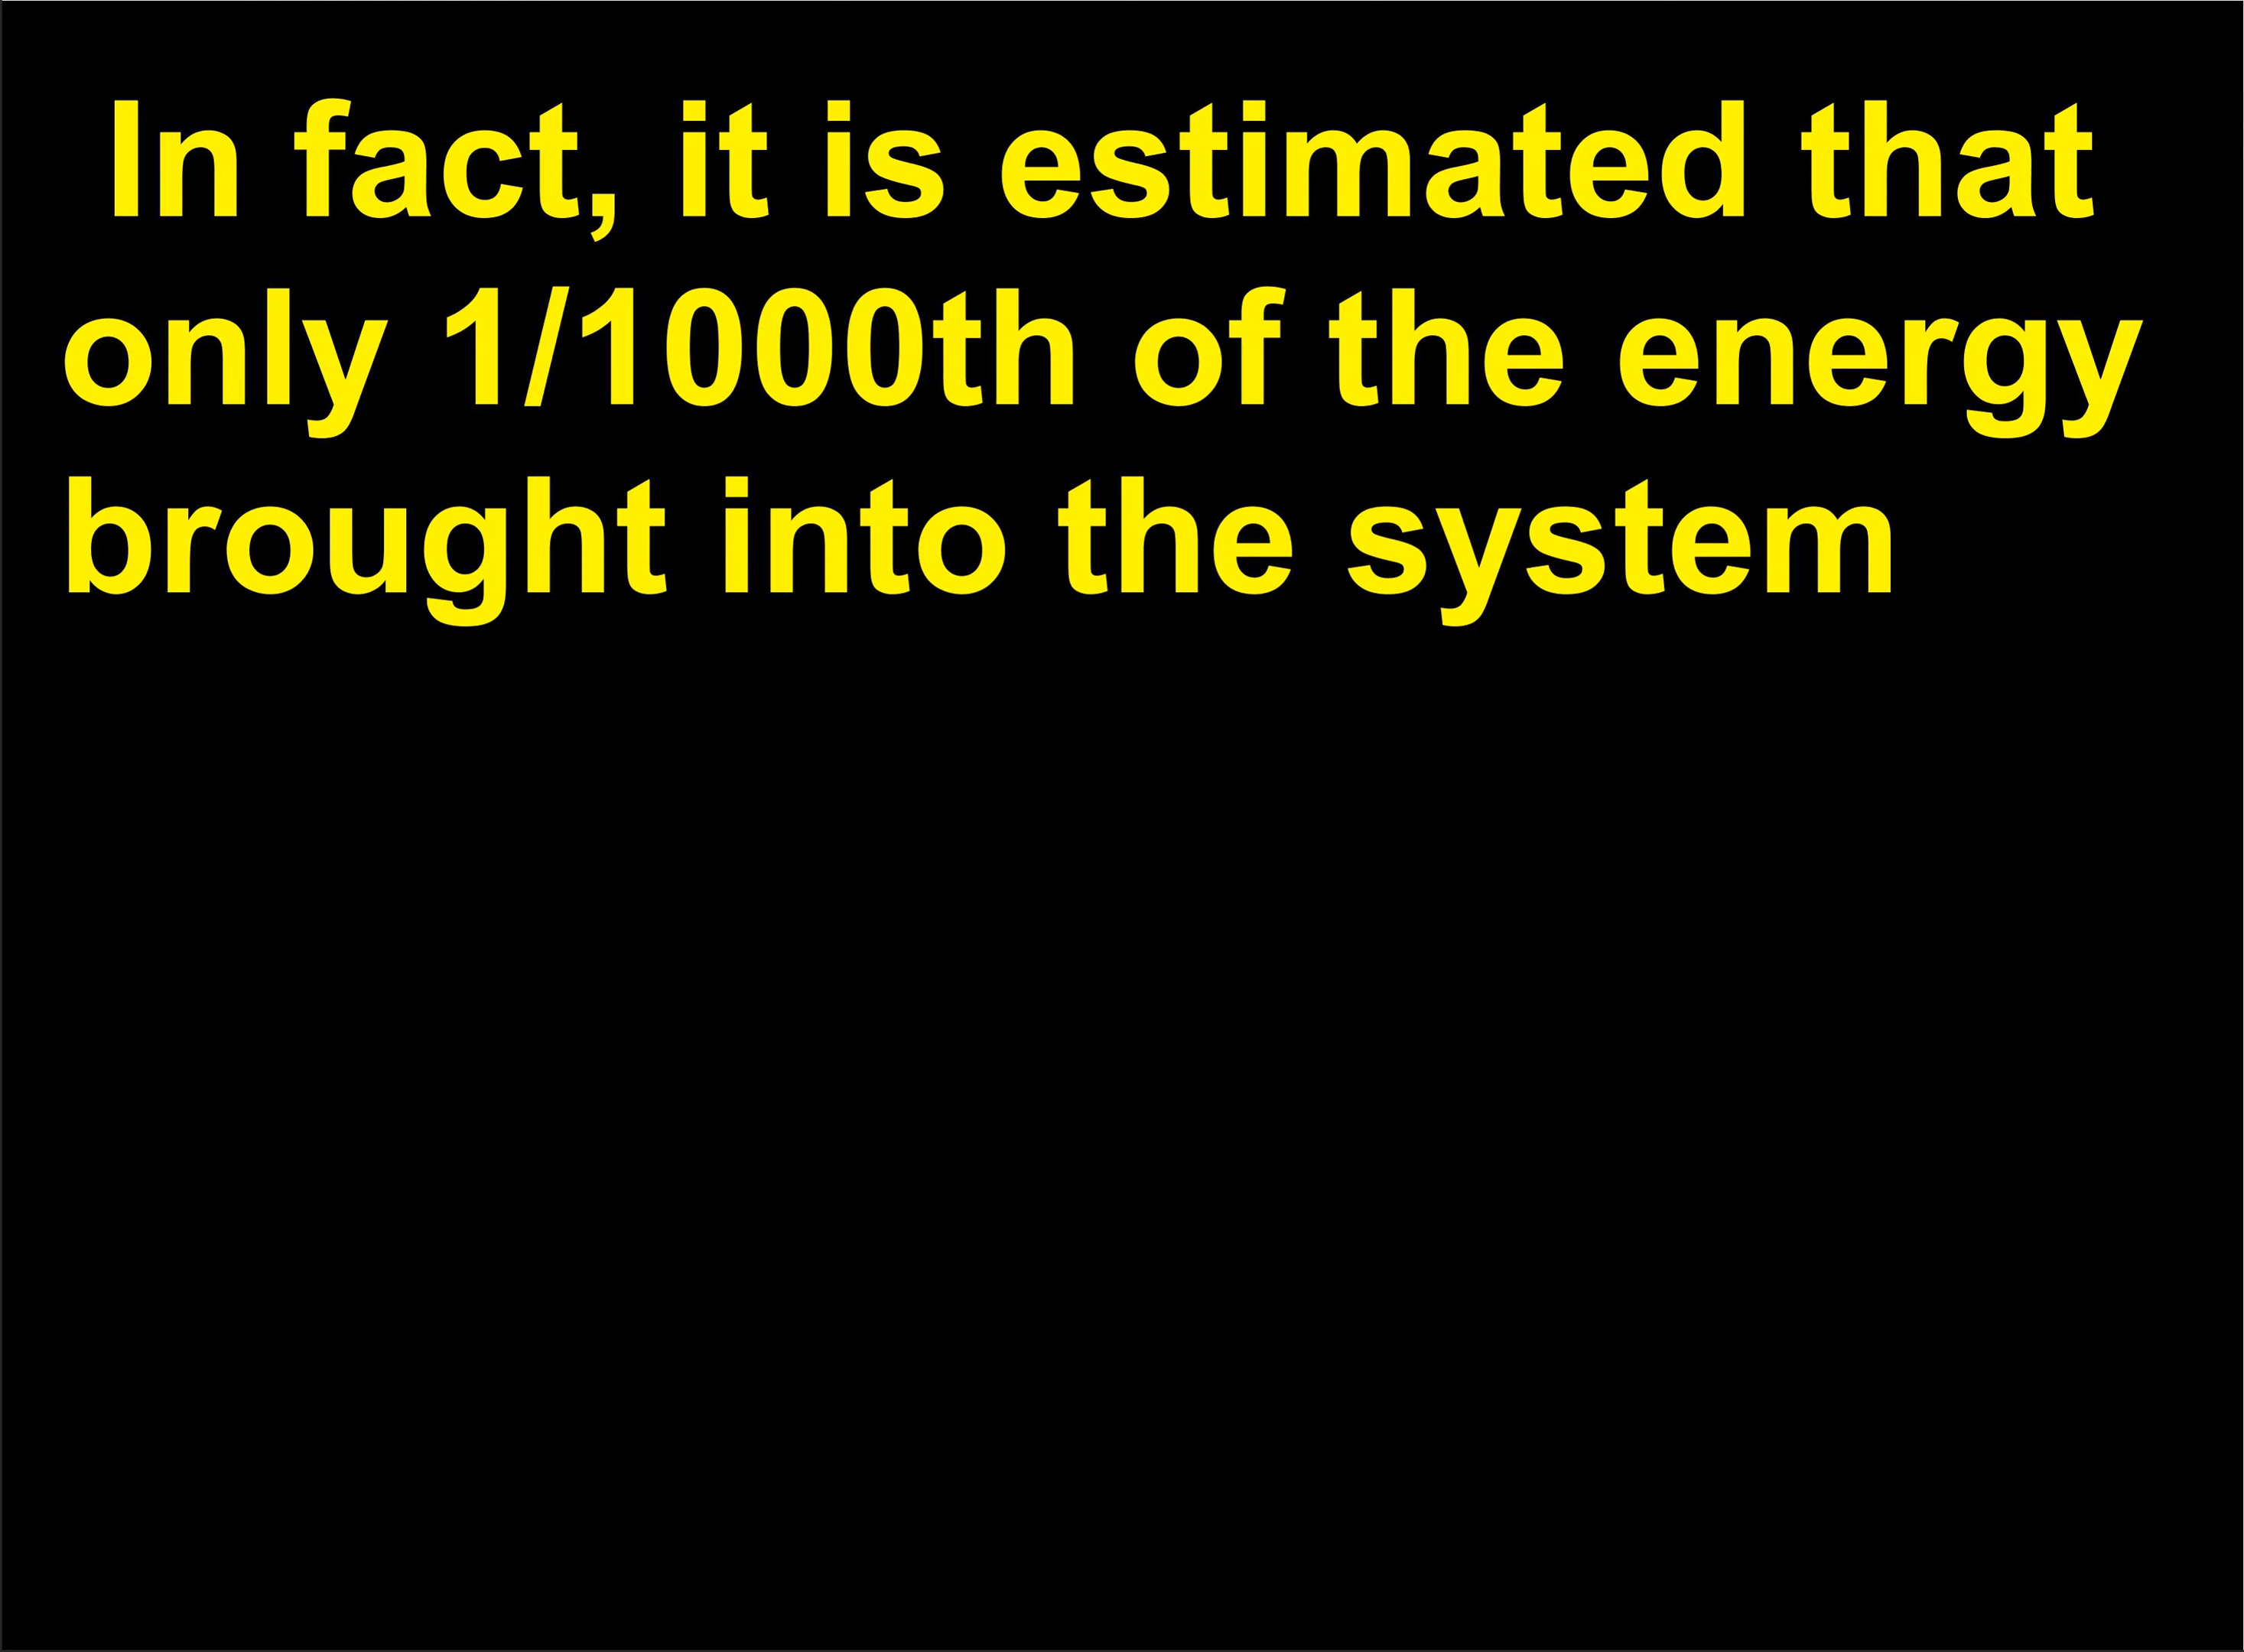 In fact, it is estimated that
only 1/1000th of the energy
brought into the system